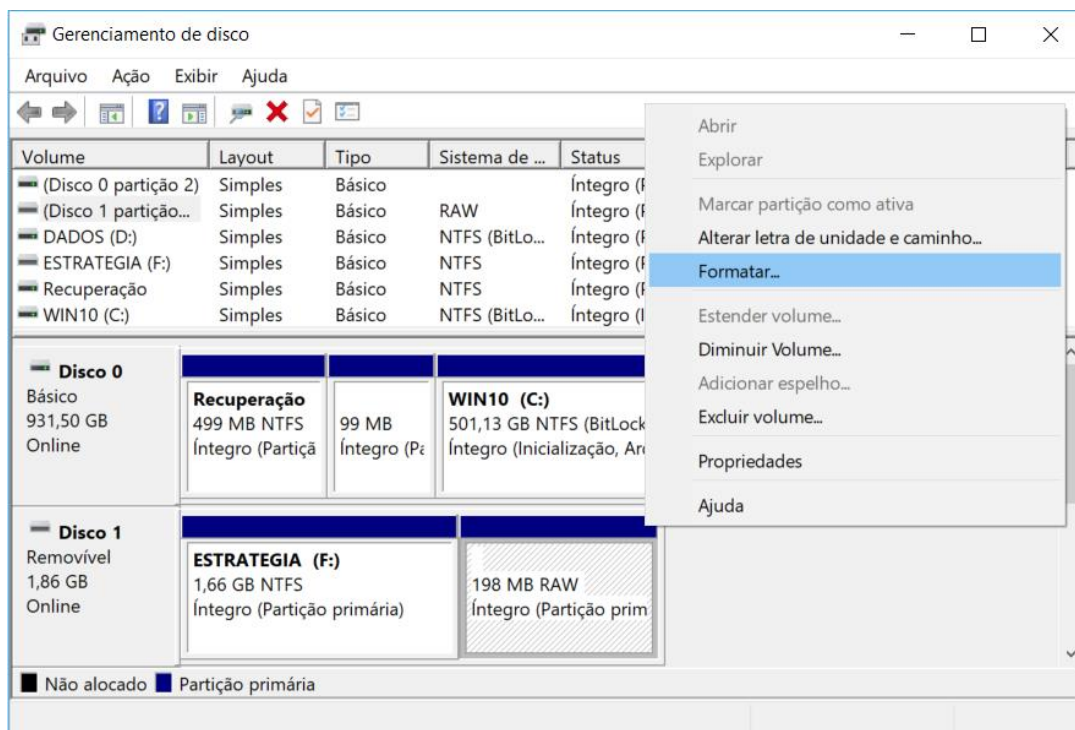 Gerenciamento de disco
Arquivo Ação Exibir Ajuda
Volume Layout Tipo Sistema de ... Status
(Disco 0 partição 2) Simples Básico Íntegro (
(Disco 1 partição... Simples Básico RAW Íntegro (
DADOS (D:) Simples Básico NTFS (BitLo... Íntegro (
ESTRATEGIA (F:) Simples Básico NTFS Íntegro (
Recuperação Simples Básico NTFS Íntegro (
WIN10 (C:) Simples Básico NTFS (BitLo... Íntegro (I
Abrir
Explorar
Marcar partição como ativa
Alterar letra de unidade e caminho...
Formatar...
Estender volume...
Diminuir Volume...
Adicionar espelho...
Excluir volume...
Propriedades
Ajuda
Disco 0
Básico
931,50 GB
Online
Recuperação
499 MB NTFS
Íntegro (Partiçã
99 MB
Íntegro (Pa
WIN10 (C:)
501,13 GB NTFS (BitLock
Íntegro (Inicialização, Ar
Disco 1
Removível
1,86 GB
Online
ESTRATEGIA (F:)
1,66 GB NTFS
Íntegro (Partição primária)
198 MB RAW
Íntegro (Partição prim
Não alocado Partição primária